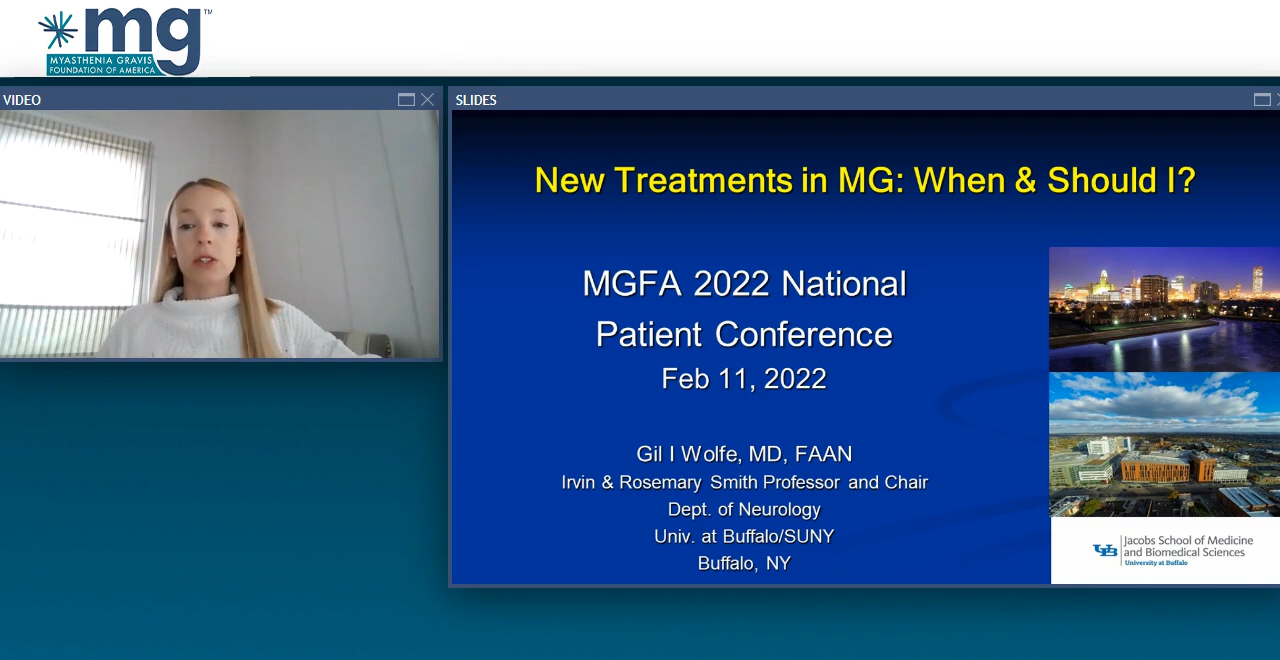 mg™
MYASTHENIA GRAVIS
FOUNDATION OF AMERICA
VIDEO
SLIDES
New Treatments in MG: When & Should I?
MGFA 2022 National
Patient Conference
Feb 11, 2022
Gil I Wolfe, MD, FAAN
Irvin & Rosemary Smith Professor and Chair
Dept. of Neurology
Univ. at Buffalo/SUNY
Buffalo, NY
UB
Jacobs School of Medicine
and Biomedical Sciences
University at Buffalo